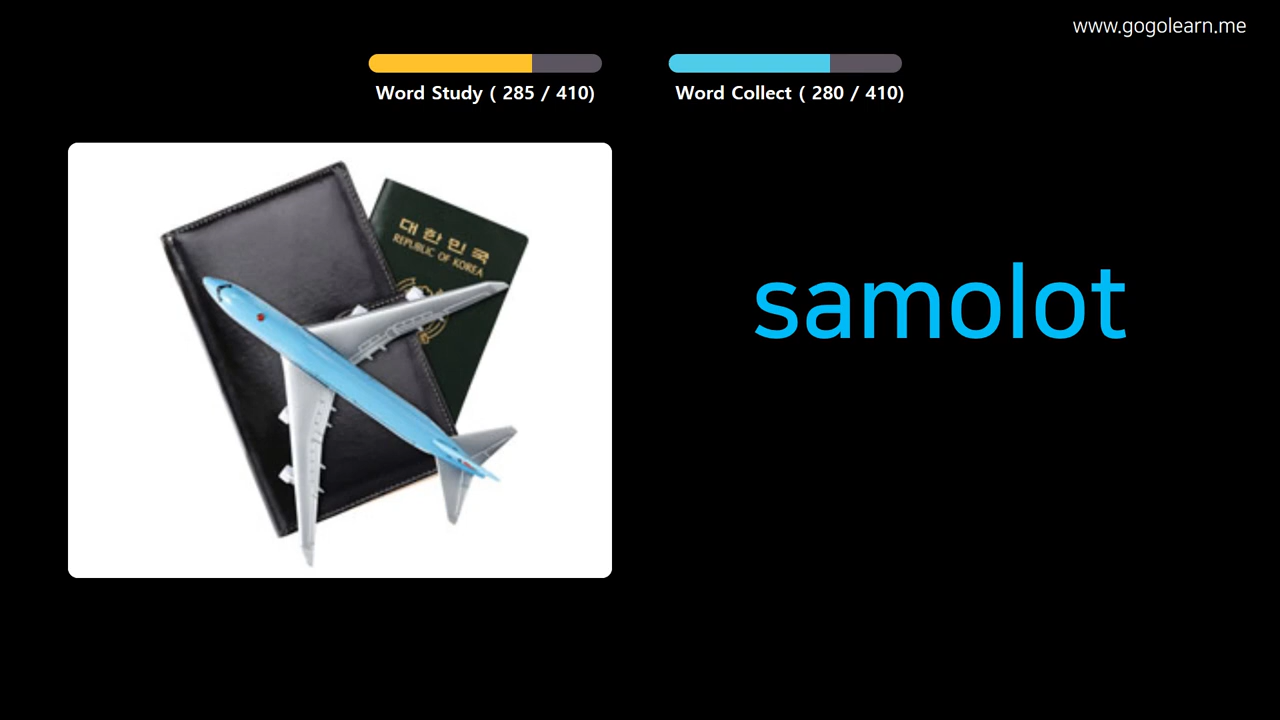 www.gogolearn.me
Word Study ( 285 / 410)
Word Collect ( 280 / 410)
대한민국
REPUBLIC OF KOREA
samolot